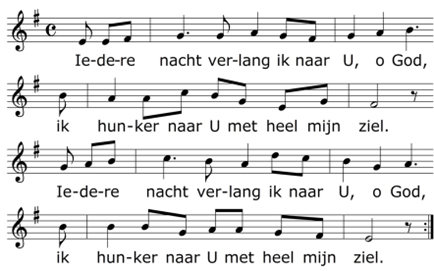 Ie-de-re nacht ver-lang ik naar U, o God,
ik hun-ker naar U met heel mijn ziel.
Ie-de-re nacht ver-lang ik naar U, o God,
ik hun-ker naar U met heel mijn ziel.